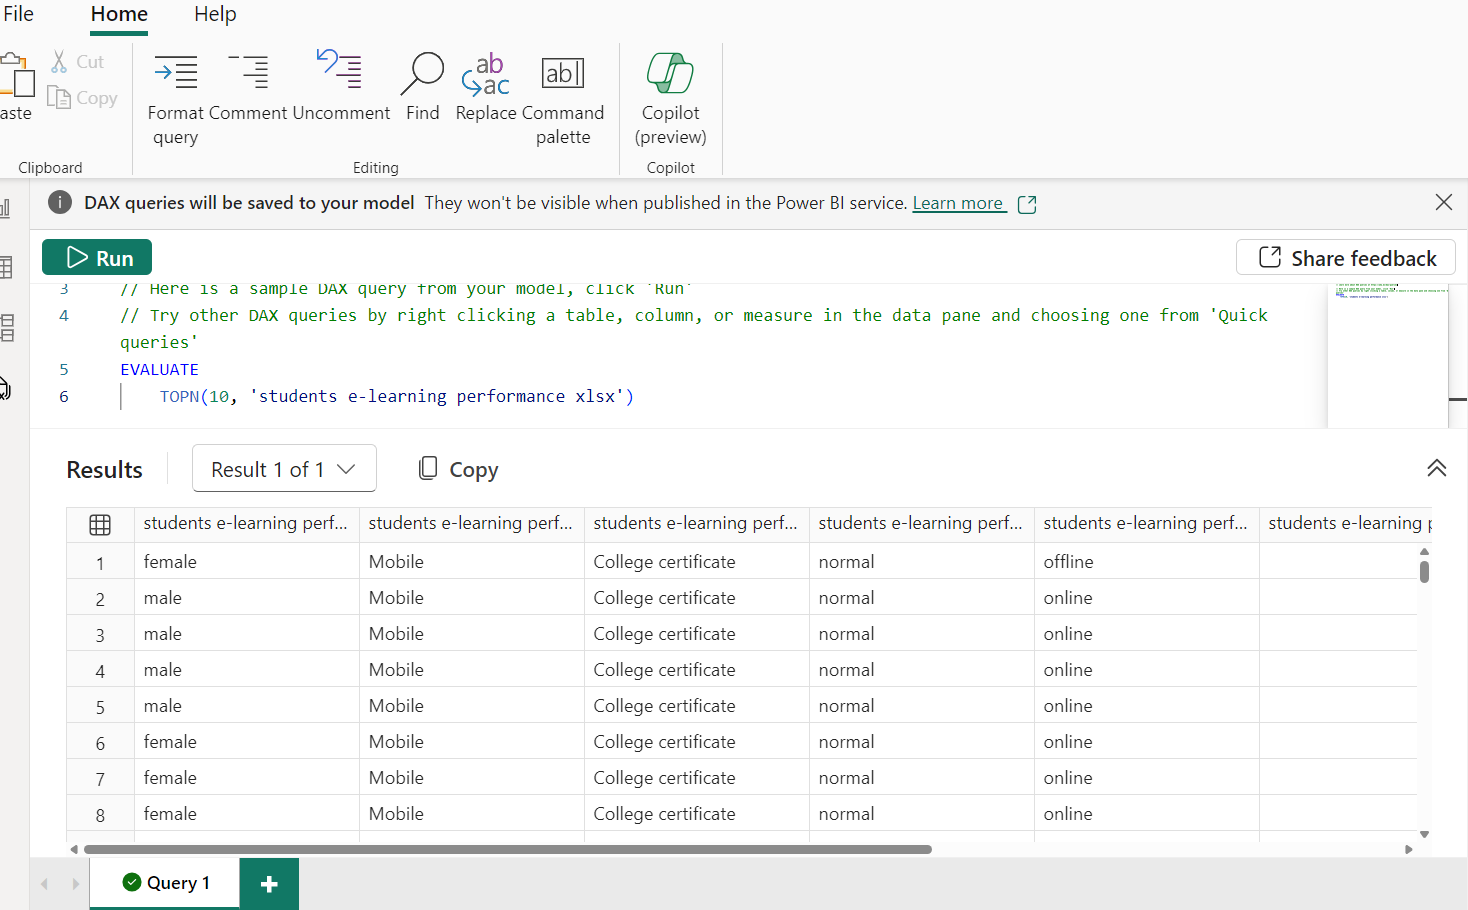 File Home Help
Cut
Copy
aste
Format query
Comment
Uncomment
Find
Replace
Command palette
Copilot (preview)
Clipboard
Editing
Copilot
DAX queries will be saved to your model They won't be visible when published in the Power BI service. Learn more
Run
Share feedback
3 // Here is a sample DAX query from your model, click 'Run'
4 // Try other DAX queries by right clicking a table, column, or measure in the data pane and choosing one from 'Quick
queries'
5 EVALUATE
6 TOPN(10, 'students e-learning performance xlsx')
Results
Result 1 of 1
Copy
students e-learning perf... students e-learning perf... students e-learning perf... students e-learning perf... students e-learning perf... students e-learning p
1 female Mobile College certificate normal offline
2 male Mobile College certificate normal online
3 male Mobile College certificate normal online
4 male Mobile College certificate normal online
5 male Mobile College certificate normal online
6 female Mobile College certificate normal online
7 female Mobile College certificate normal online
8 female Mobile College certificate normal online
Query 1